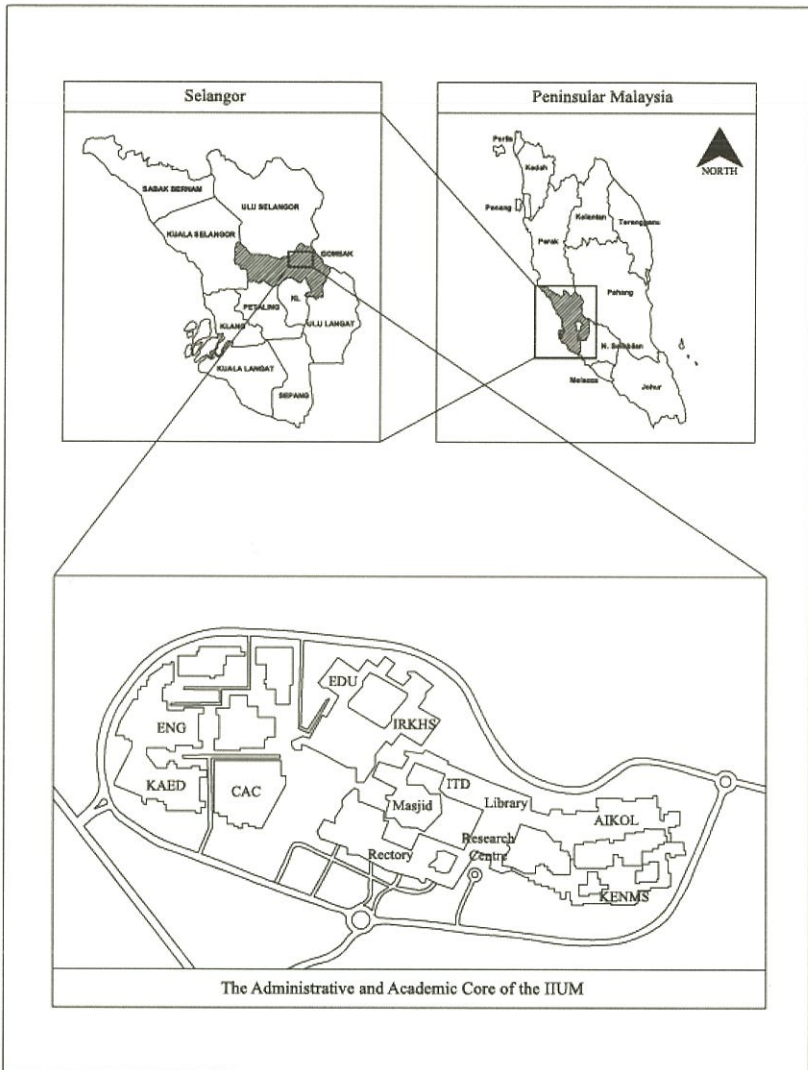 Selangor
SABAK BERNAM
ULU SELANGOR
KUALA SELANGOR
GOMBAK
PETALING
KL
KLANG
ULU LANGAT
KUALA LANGAT
SEPANG
Peninsular Malaysia
NORTH
Perlis
Kedah
Penang
Kelantan
Terengganu
Perak
Pahang
N. Sembilan
Melacca
Johur
EDU
ENG
IRKHS
KAED
CAC
ITD
Masjid
Library
AIKOL
Research
Centre
Rectory
KENMS
The Administrative and Academic Core of the IIUM